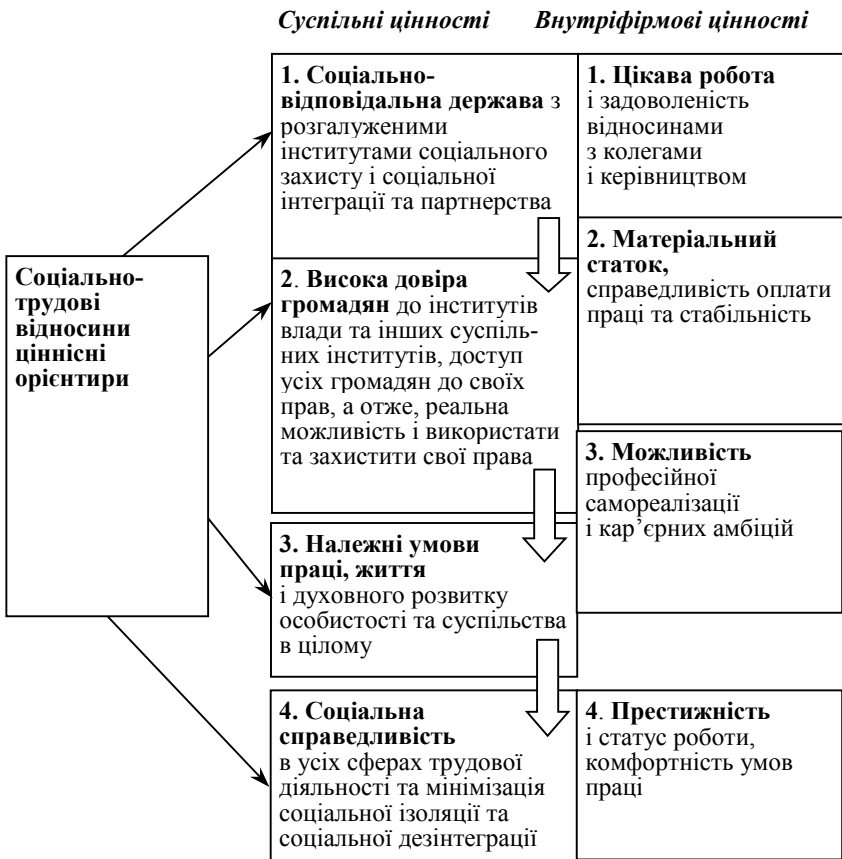 Суспільні цінності
Внутріфірмові цінності
Соціально-
трудові
відносини
ціннісні
орієнтири
1. Соціально-
відповідальна держава з
розгалуженими
інститутами соціального
захисту і соціальної
інтеграції та партнерства
2. Висока довіра
громадян до інститутів
влади та інших суспіль-
них інститутів, доступ
усіх громадян до своїх
прав, а отже, реальна
можливість і використати
та захистити свої права
3. Належні умови
праці, життя
і духовного розвитку
особистості та суспільства
в цілому
4. Соціальна
справедливість
в усіх сферах трудової
діяльності та мінімізація
соціальної ізоляції та
соціальної дезінтеграції
1. Цікава робота
і задоволеність
відносинами
з колегами
і керівництвом
2. Матеріальний
статок,
справедливість оплати
праці та стабільність
3. Можливість
професійної
самореалізації
і кар’єрних амбіцій
4. Престижність
і статус роботи,
комфортність умов
праці